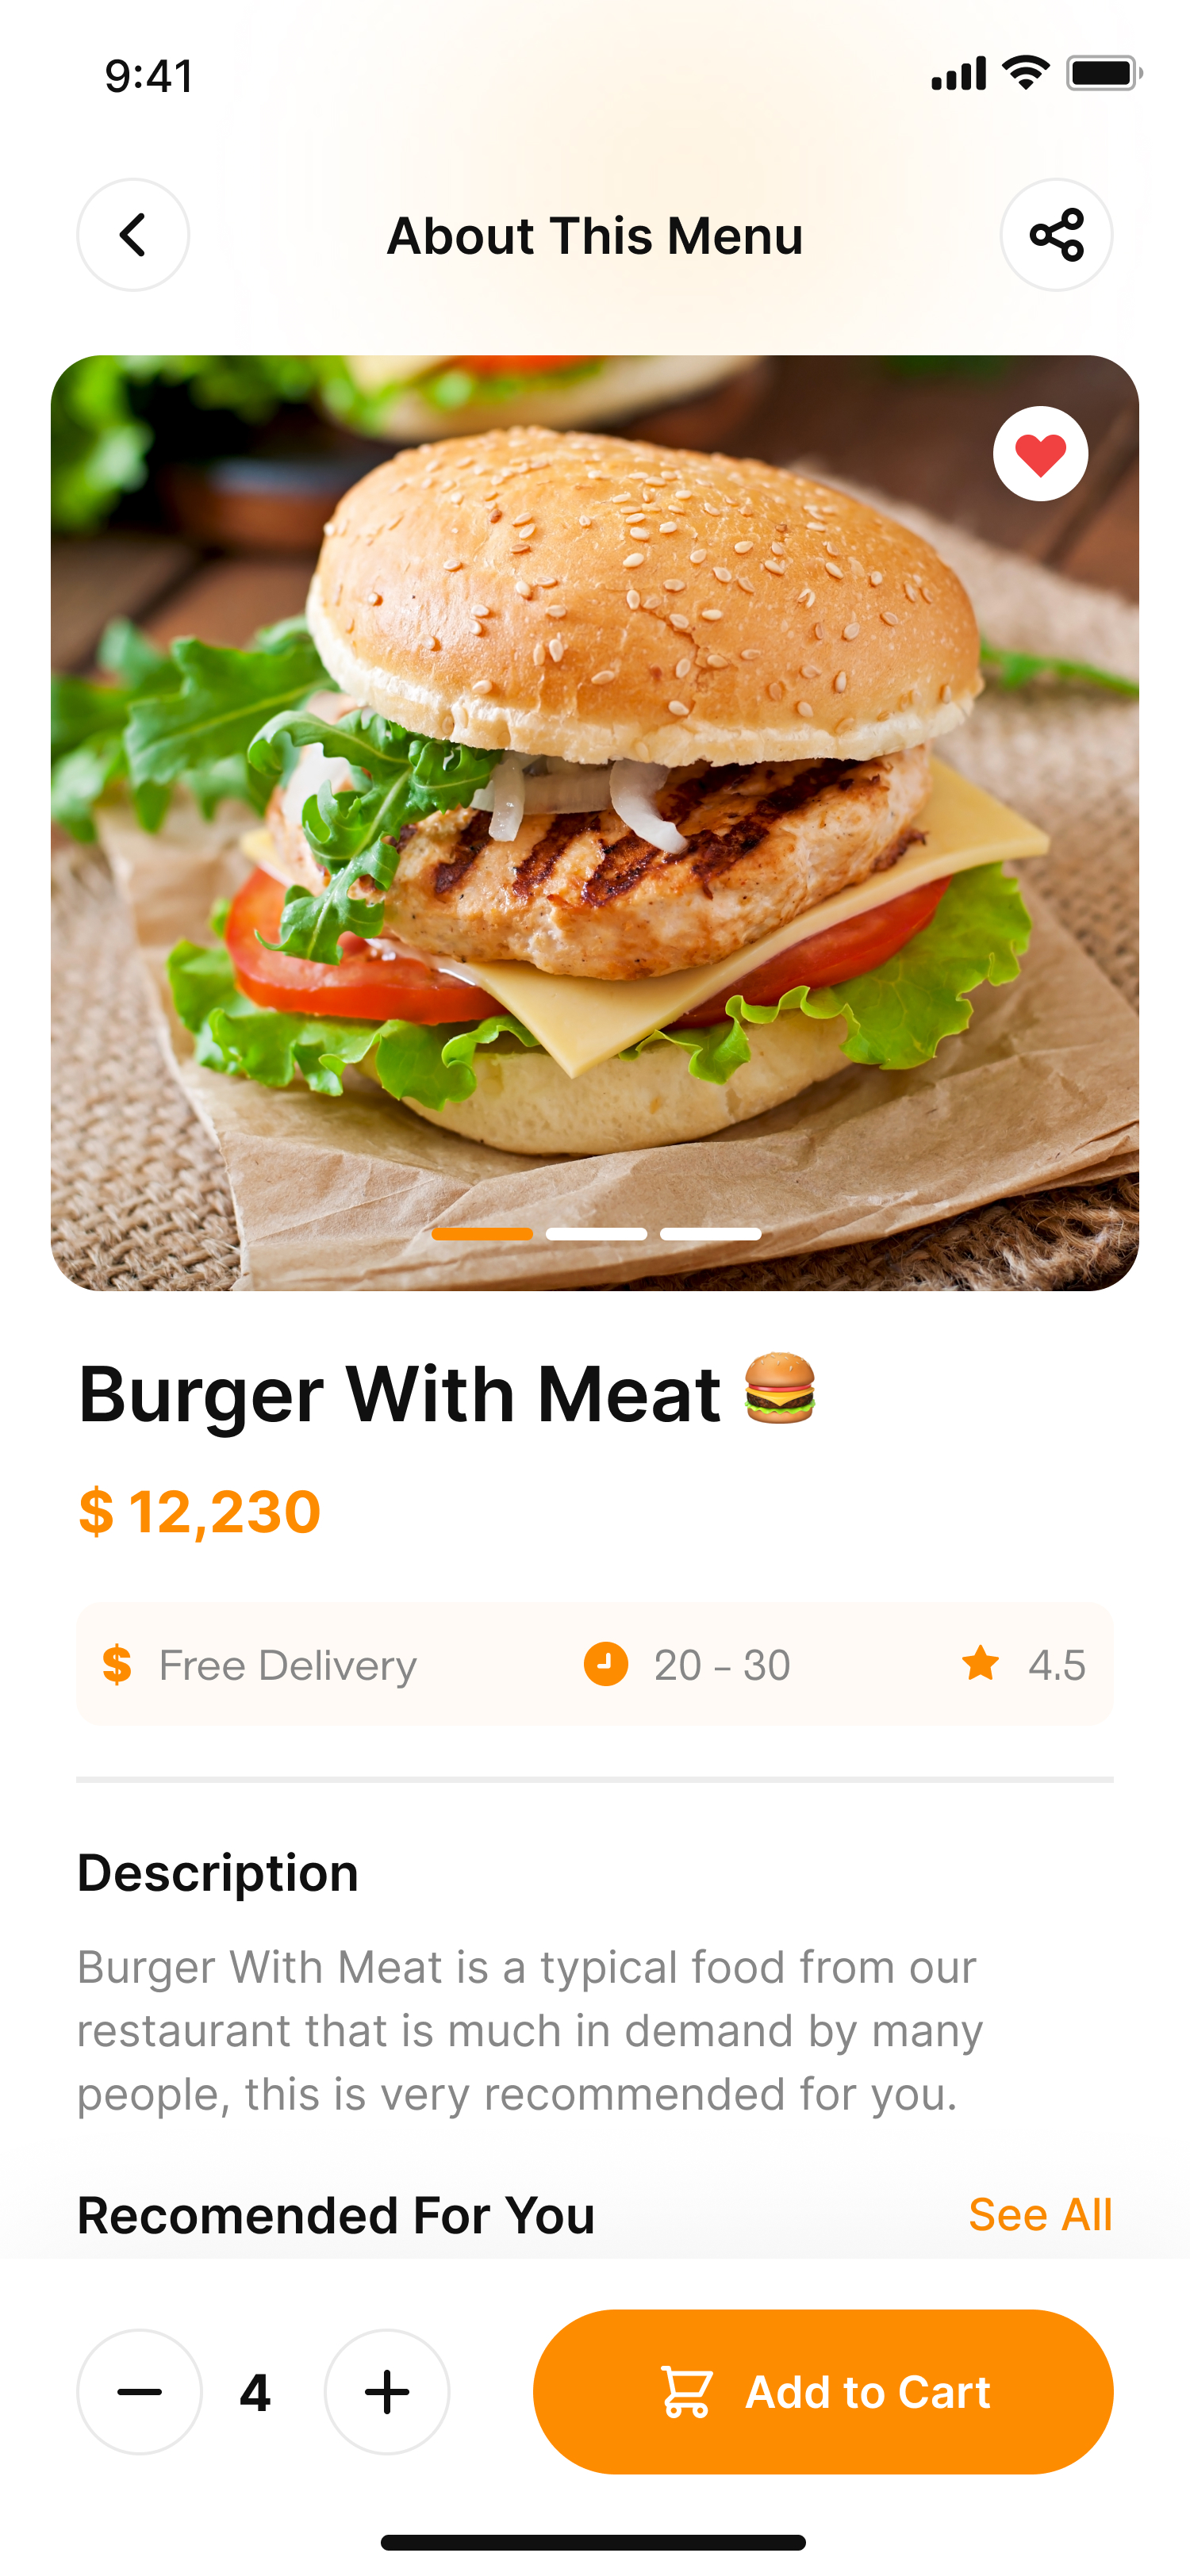 9:41
About This Menu
Burger With Meat 🍔
$ 12,230
$ Free Delivery 20 - 30 4.5
Description
Burger With Meat is a typical food from our
restaurant that is much in demand by many
people, this is very recommended for you.
Recomended For You See All
4 Add to Cart